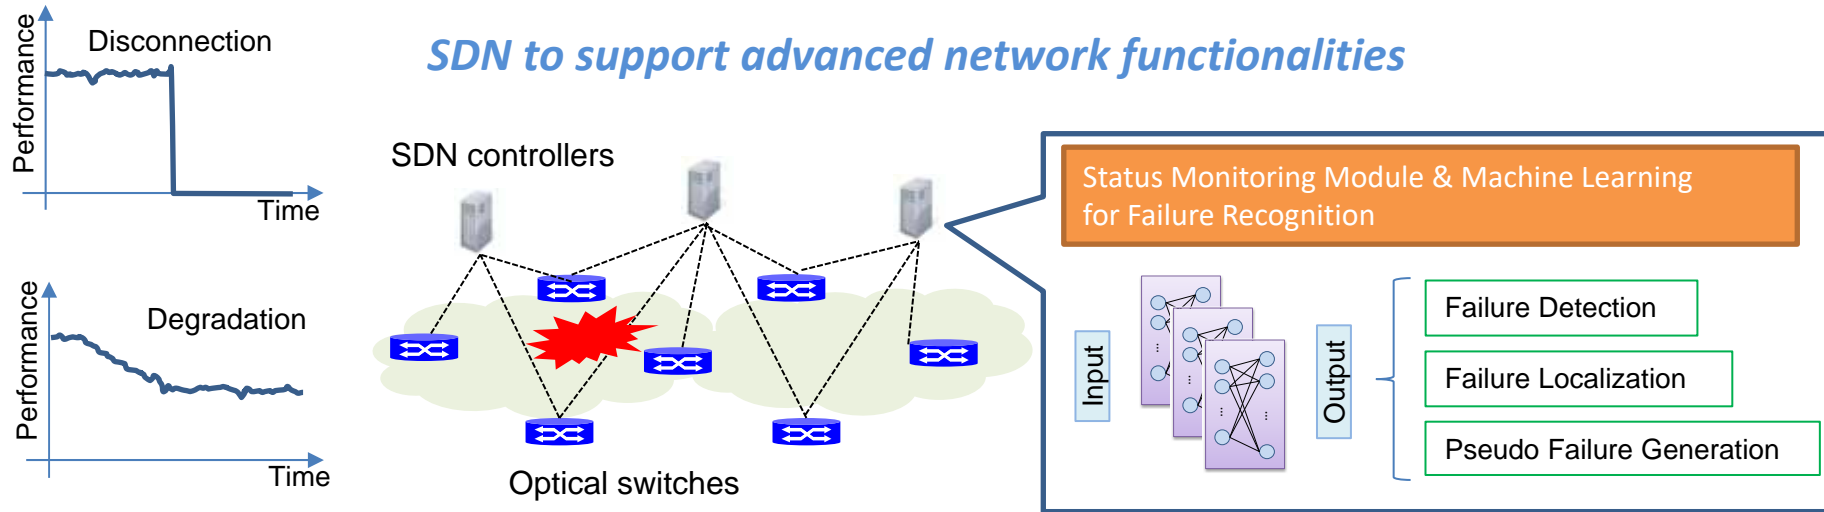 SDN to support advanced network functionalities
Performance
Disconnection
Time
Performance
Degradation
Time
SDN controllers
Optical switches
Status Monitoring Module & Machine Learning
for Failure Recognition
Input
...
...
...
...
Output
Failure Detection
Failure Localization
Pseudo Failure Generation